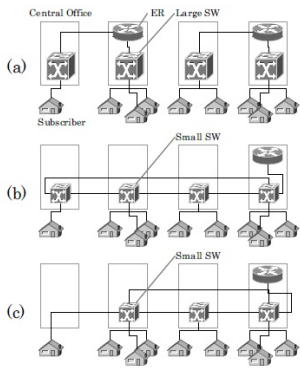 Central Office
ER
Large SW
(a)
Subscriber
Small SW
(b)
Small SW
(c)